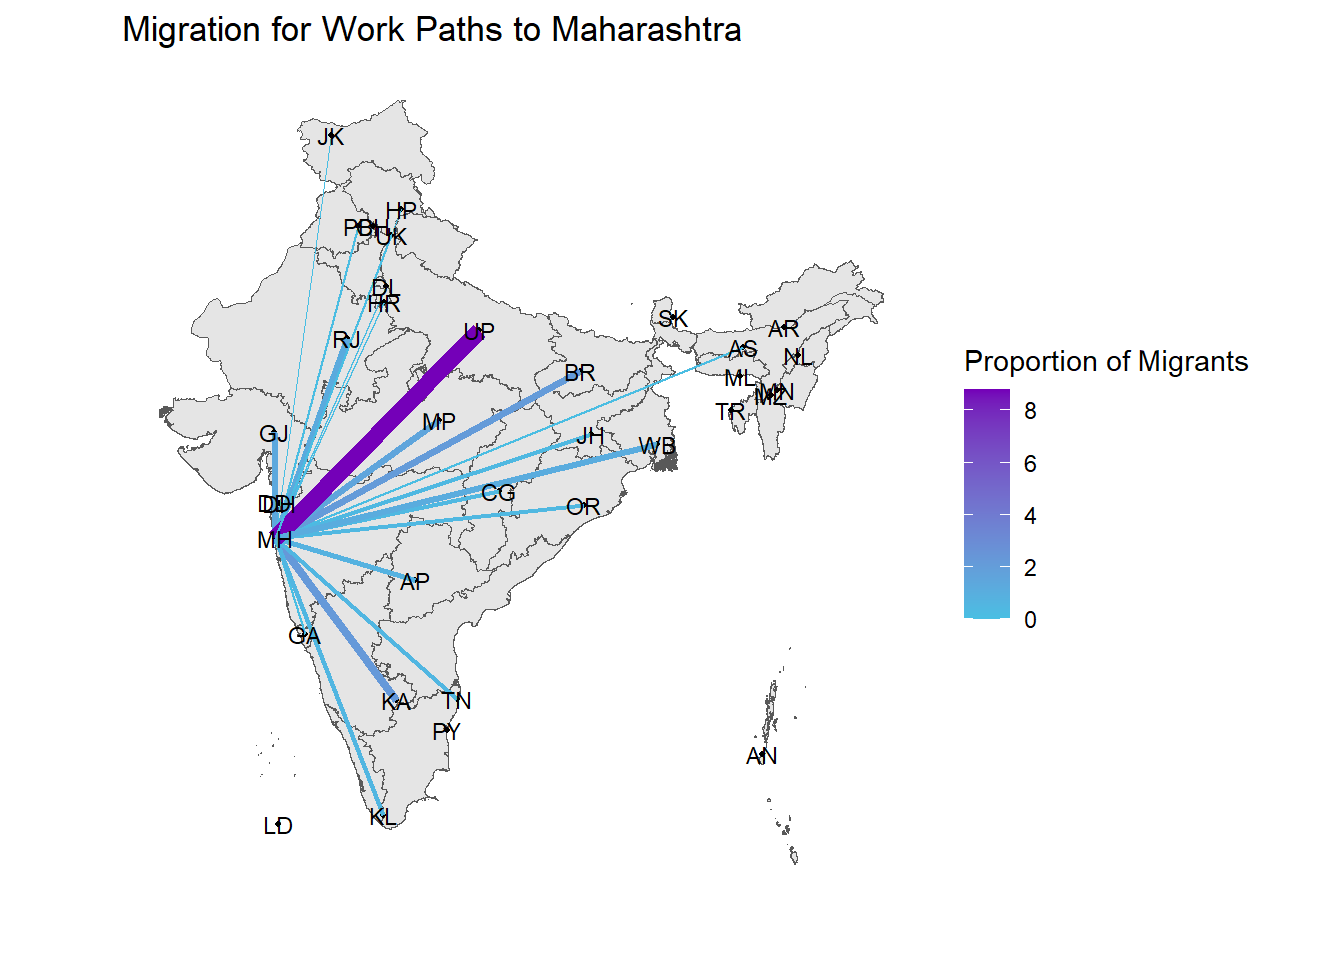 Migration for Work Paths to Maharashtra
JK
HP
UK
DL
HR
UP
RJ
SK
AR
AS
NL
BR
ML
MN
MZ
TR
MP
GJ
JH
WB
CG
OR
DD
DH
MH
AP
GA
KA
TN
PY
AN
KL
LD
Proportion of Migrants
8
6
4
2
0